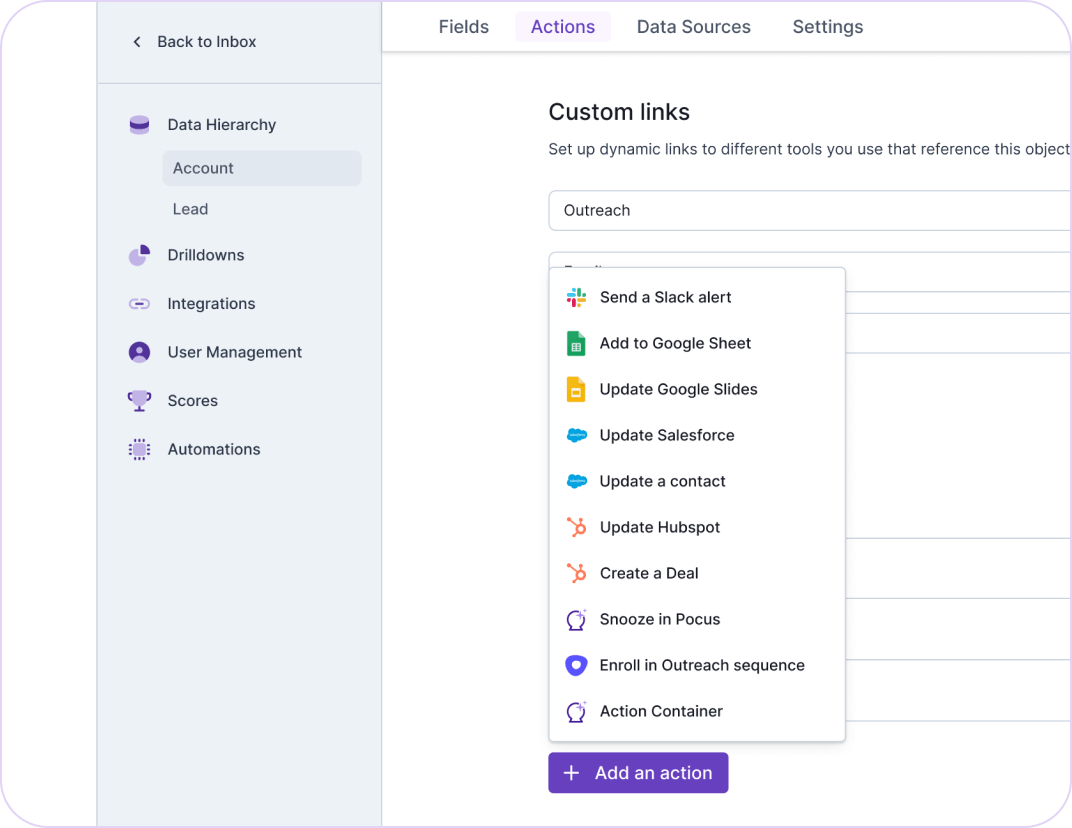 Back to Inbox
Data Hierarchy
Account
Lead
Drilldowns
Integrations
User Management
Scores
Automations
Fields
Actions
Data Sources
Settings
Custom links
Set up dynamic links to different tools you use that reference this object
Outreach
Send a Slack alert
Add to Google Sheet
Update Google Slides
Update Salesforce
Update a contact
Update Hubspot
Create a Deal
Snooze in Pocus
Enroll in Outreach sequence
Action Container
Add an action